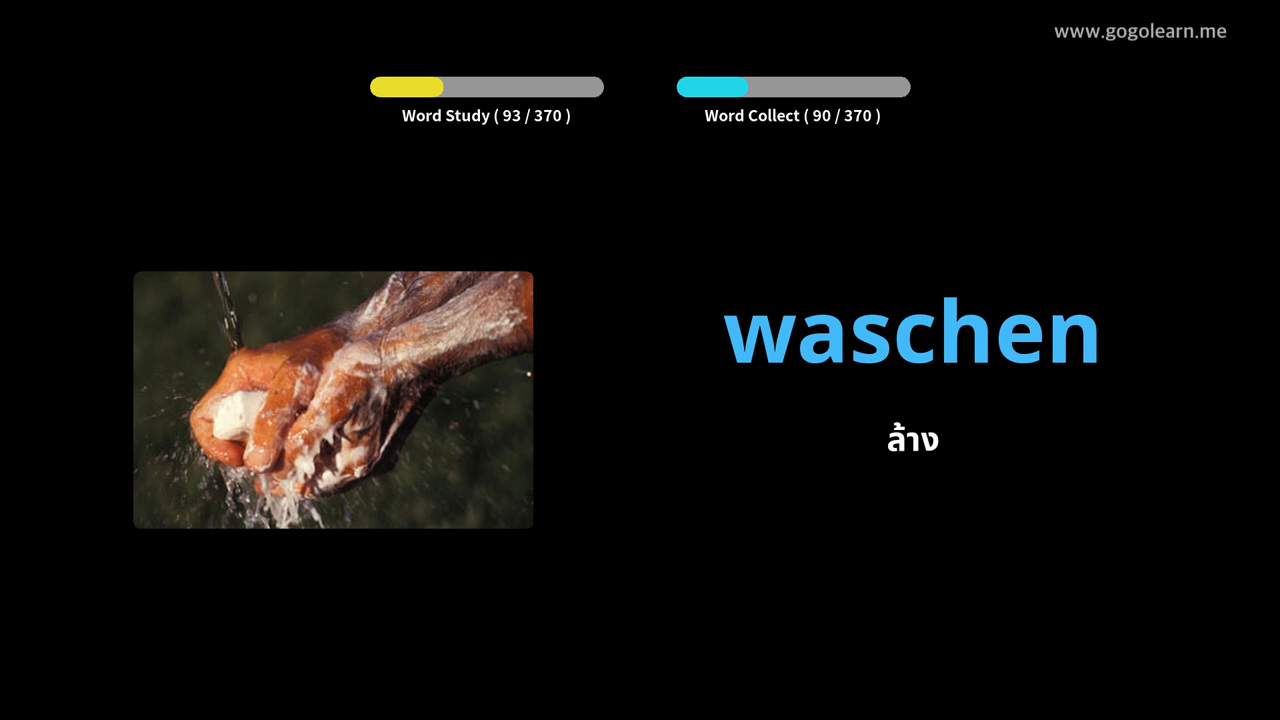 www.gogolearn.me
Word Study ( 93 / 370 )
Word Collect ( 90 / 370 )
waschen
ล้าง